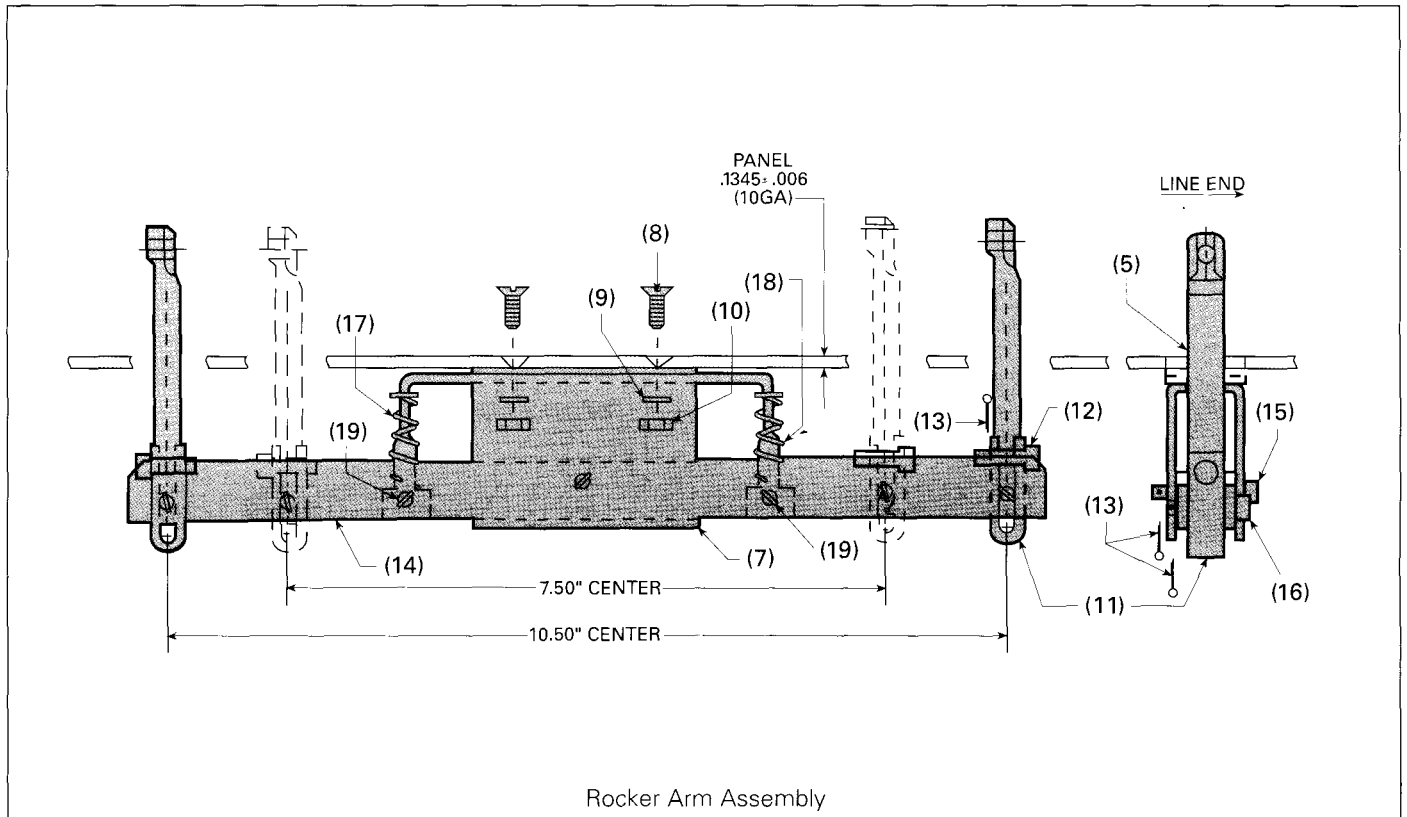 PANEL
.1345± .006
(10GA)
LINE END
(8)
(5)
(9)
(18)
(10)
(17)
(13)
(12)
(15)
(19)
(13)
(14)
(7)
(19)
(16)
7.50" CENTER
(11)
10.50" CENTER
Rocker Arm Assembly